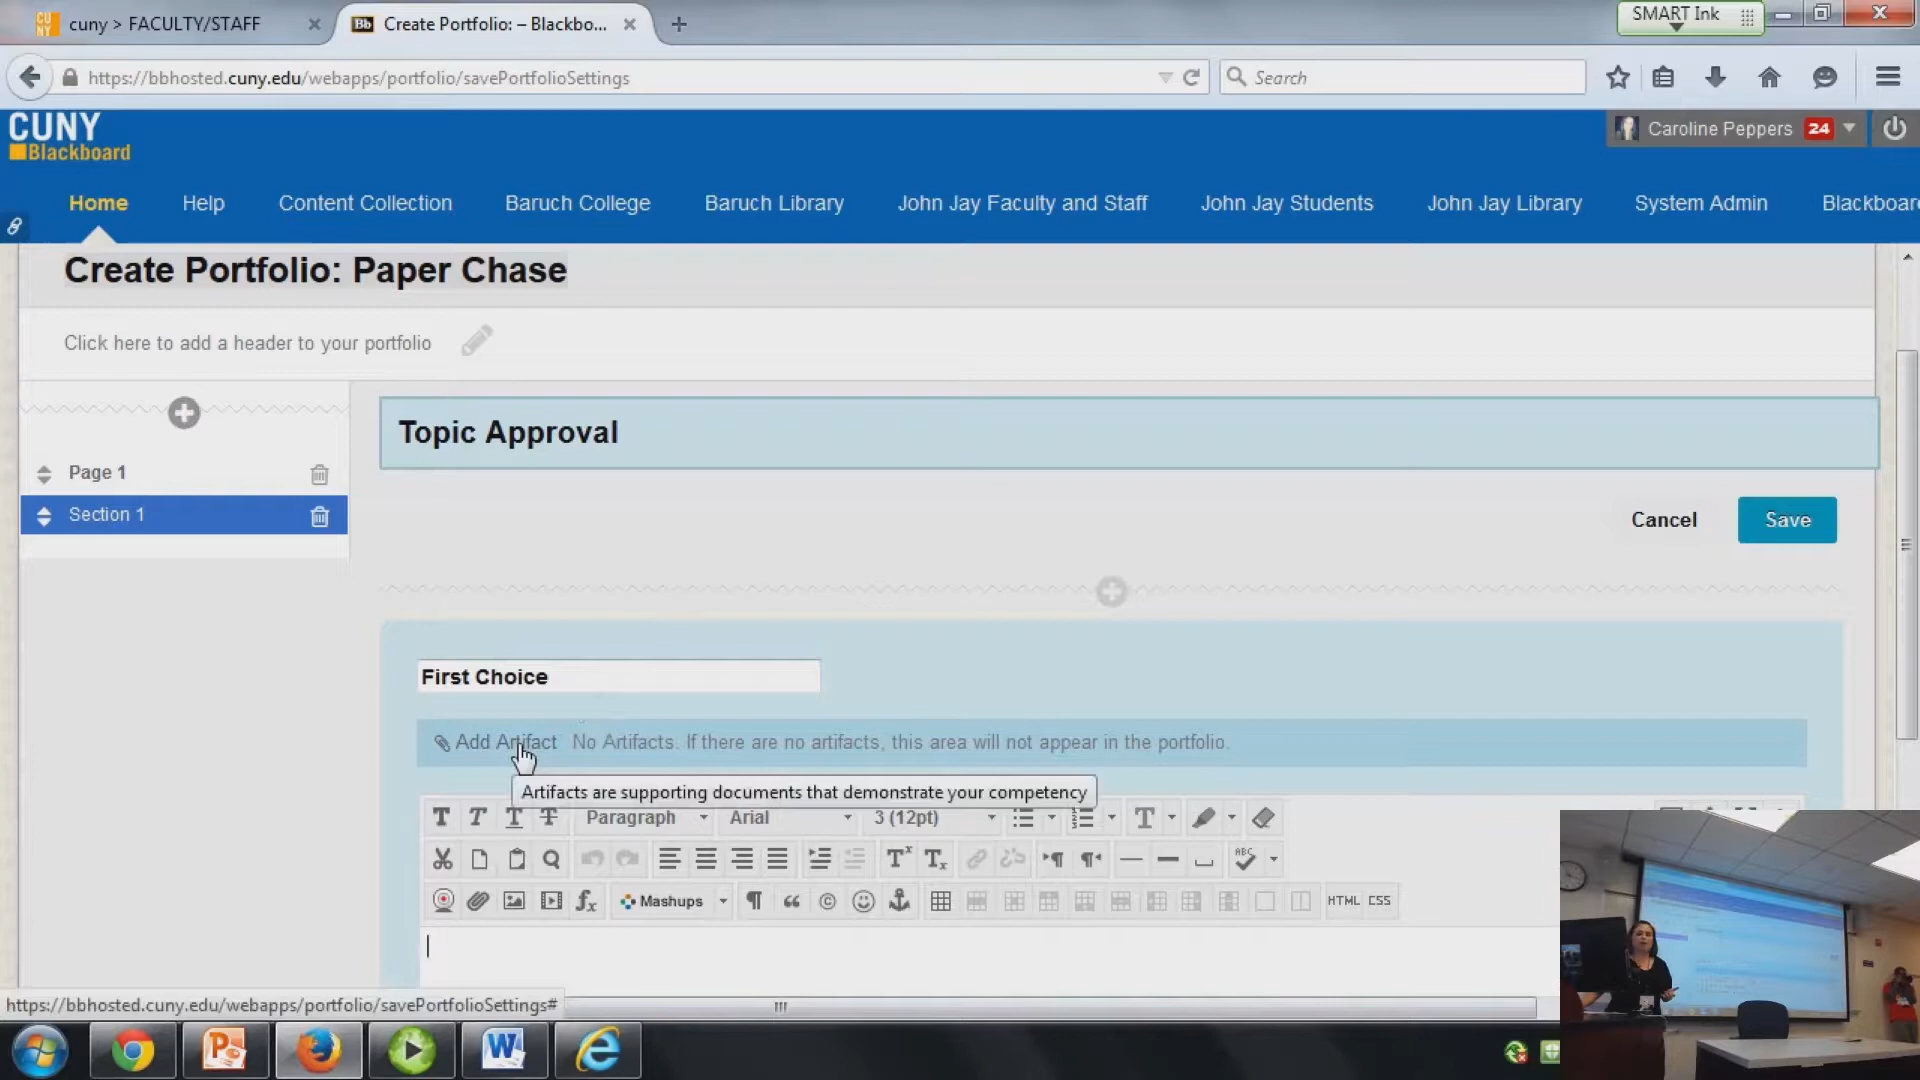 cuny > FACULTY/STAFF
Create Portfolio: – Blackbo...
SMART Ink
https://bbhosted.cuny.edu/webapps/portfolio/savePortfolioSettings
Search
CUNY
Blackboard
Caroline Peppers 24
Home Help Content Collection Baruch College Baruch Library John Jay Faculty and Staff John Jay Students John Jay Library System Admin Blackboar
Create Portfolio: Paper Chase
Click here to add a header to your portfolio
Topic Approval
Page 1
Section 1
Cancel Save
First Choice
Add Artifact No Artifacts. If there are no artifacts, this area will not appear in the portfolio.
Artifacts are supporting documents that demonstrate your competency
T T T T Paragraph Arial 3 (12pt) T
Tx Tx ABC
fx Mashups HTML CSS
https://bbhosted.cuny.edu/webapps/portfolio/savePortfolioSettings#